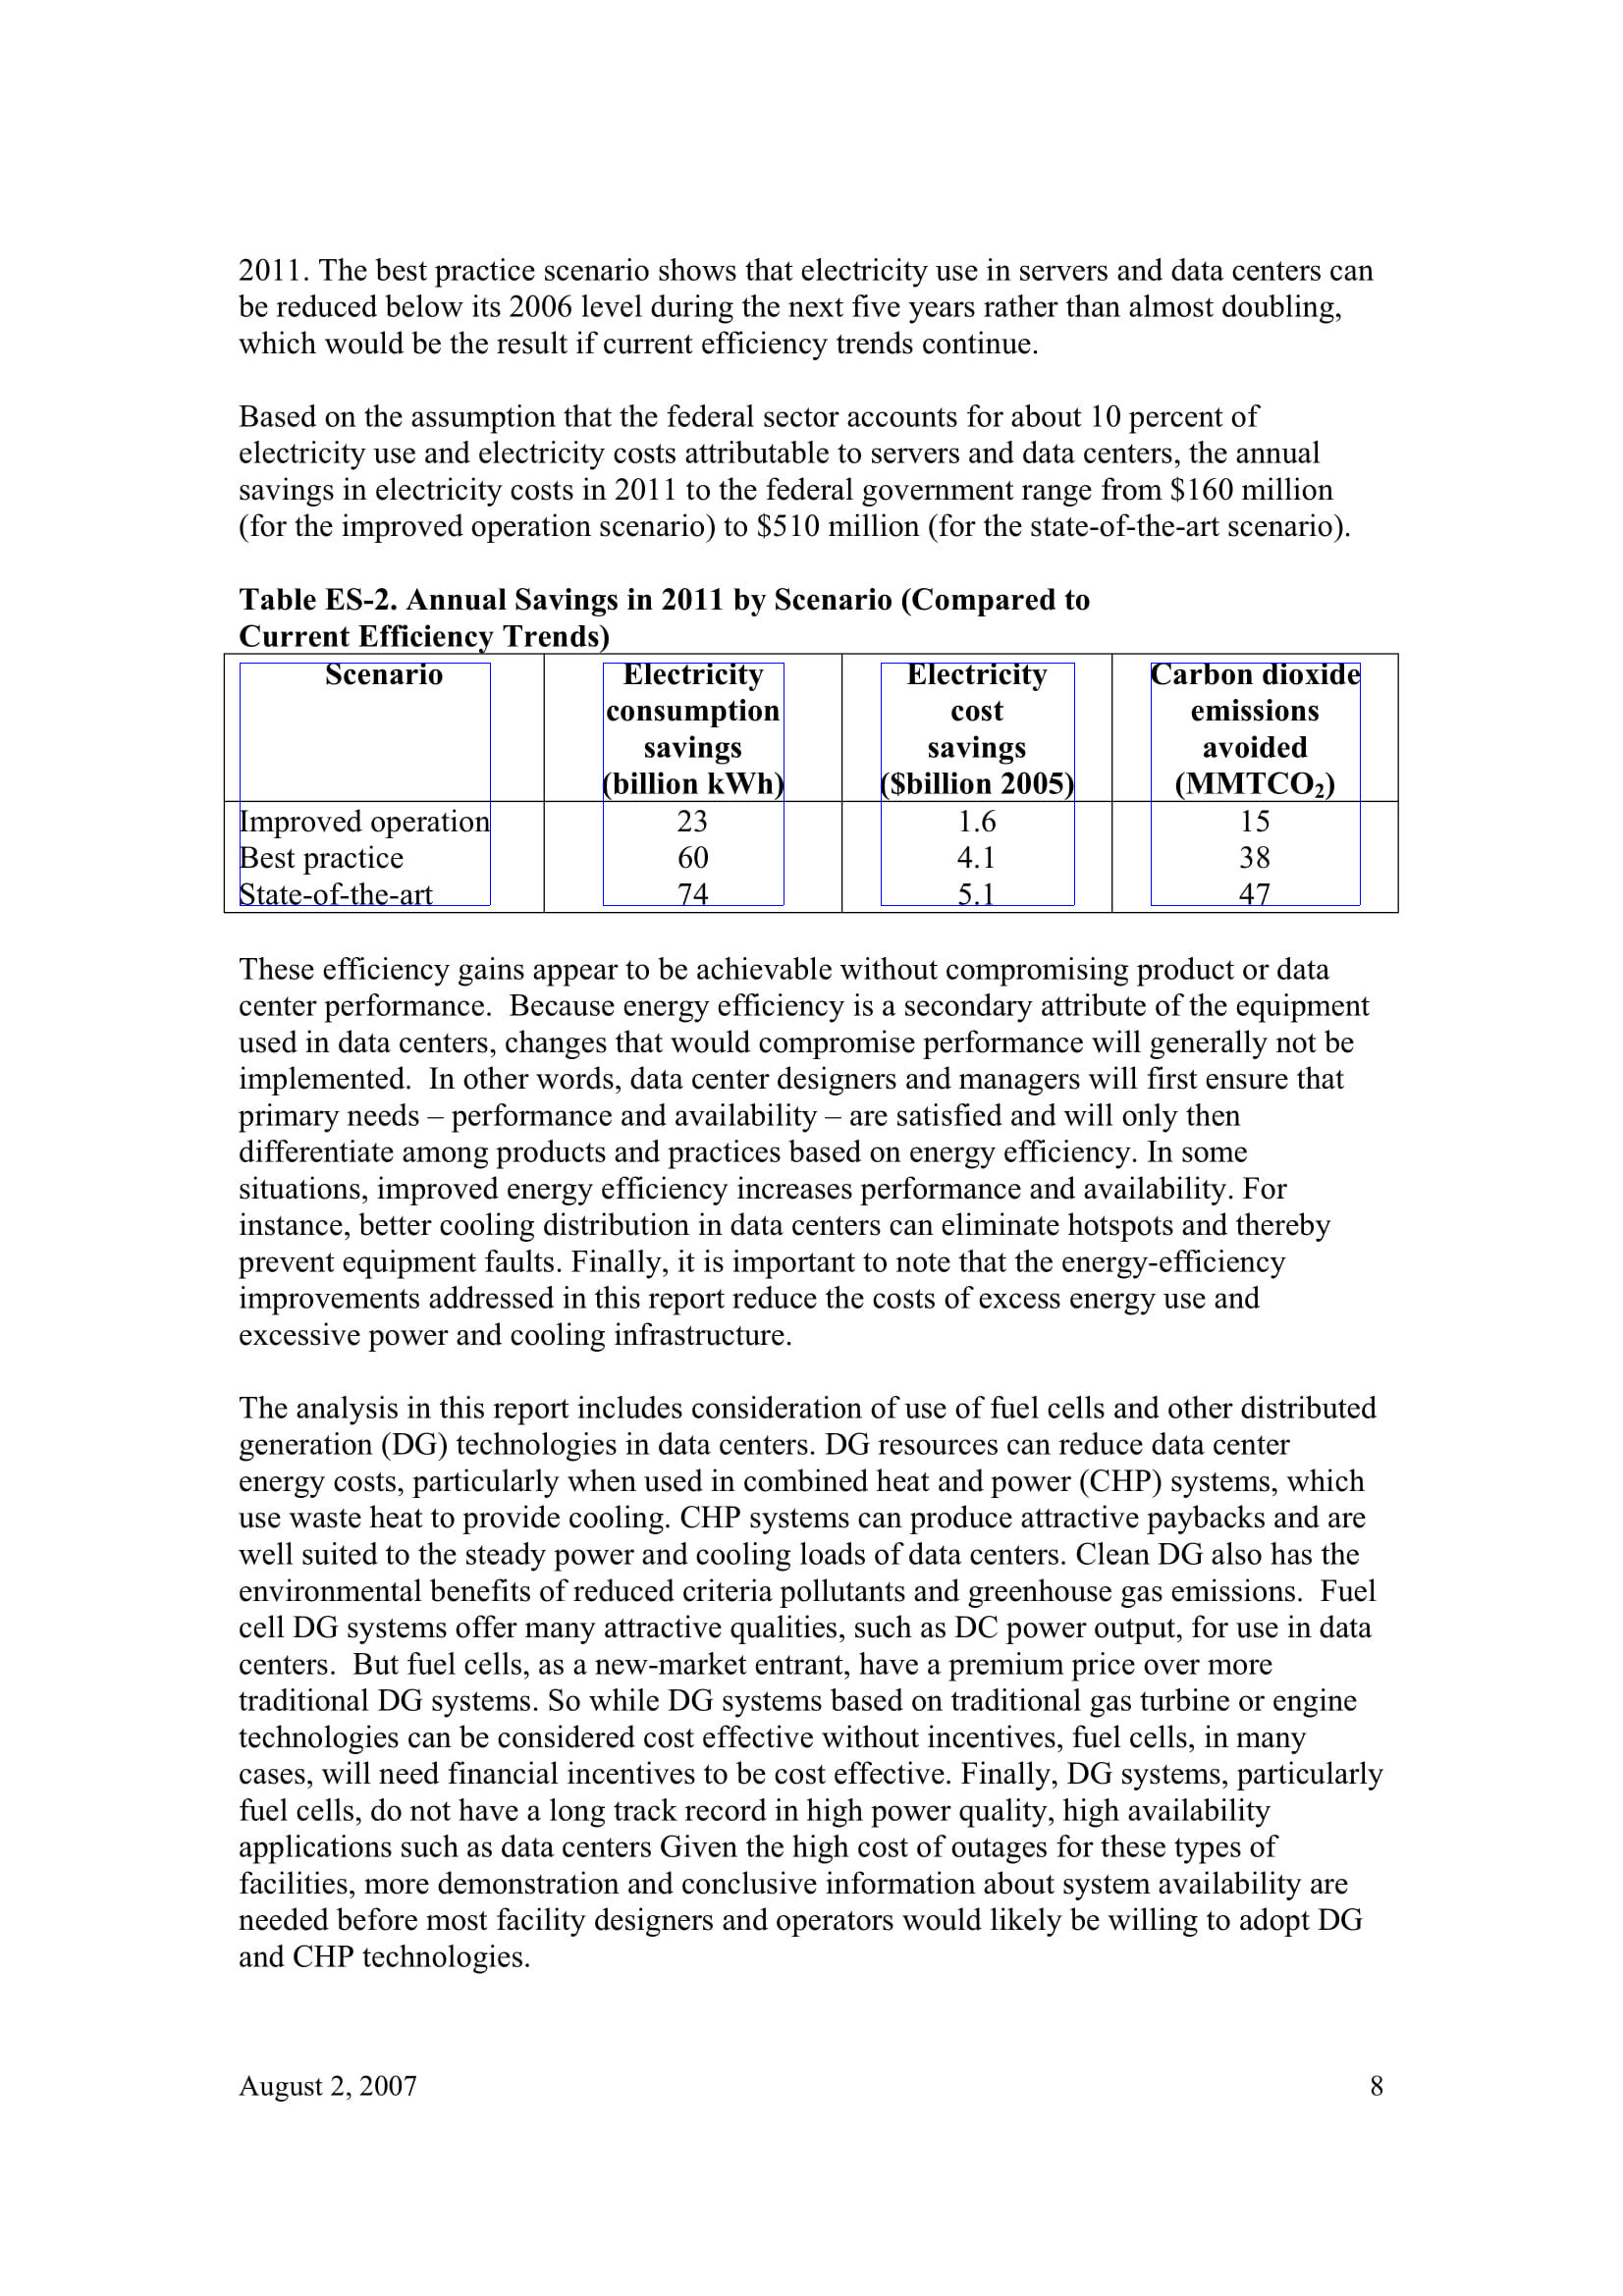 2011. The best practice scenario shows that electricity use in servers and data centers can
be reduced below its 2006 level during the next five years rather than almost doubling,
which would be the result if current efficiency trends continue.
Based on the assumption that the federal sector accounts for about 10 percent of
electricity use and electricity costs attributable to servers and data centers, the annual
savings in electricity costs in 2011 to the federal government range from $160 million
(for the improved operation scenario) to $510 million (for the state-of-the-art scenario).
Table ES-2. Annual Savings in 2011 by Scenario (Compared to
Current Efficiency Trends)
Scenario Electricity Electricity Carbon dioxide
consumption cost emissions
savings savings avoided
(billion kWh) ($billion 2005) (MMTCO₂)
Improved operation 23 1.6 15
Best practice 60 4.1 38
State-of-the-art 74 5.1 47
These efficiency gains appear to be achievable without compromising product or data
center performance.  Because energy efficiency is a secondary attribute of the equipment
used in data centers, changes that would compromise performance will generally not be
implemented.  In other words, data center designers and managers will first ensure that
primary needs – performance and availability – are satisfied and will only then
differentiate among products and practices based on energy efficiency. In some
situations, improved energy efficiency increases performance and availability. For
instance, better cooling distribution in data centers can eliminate hotspots and thereby
prevent equipment faults. Finally, it is important to note that the energy-efficiency
improvements addressed in this report reduce the costs of excess energy use and
excessive power and cooling infrastructure.
The analysis in this report includes consideration of use of fuel cells and other distributed
generation (DG) technologies in data centers. DG resources can reduce data center
energy costs, particularly when used in combined heat and power (CHP) systems, which
use waste heat to provide cooling. CHP systems can produce attractive paybacks and are
well suited to the steady power and cooling loads of data centers. Clean DG also has the
environmental benefits of reduced criteria pollutants and greenhouse gas emissions.  Fuel
cell DG systems offer many attractive qualities, such as DC power output, for use in data
centers.  But fuel cells, as a new-market entrant, have a premium price over more
traditional DG systems. So while DG systems based on traditional gas turbine or engine
technologies can be considered cost effective without incentives, fuel cells, in many
cases, will need financial incentives to be cost effective. Finally, DG systems, particularly
fuel cells, do not have a long track record in high power quality, high availability
applications such as data centers Given the high cost of outages for these types of
facilities, more demonstration and conclusive information about system availability are
needed before most facility designers and operators would likely be willing to adopt DG
and CHP technologies.
August 2, 2007 8